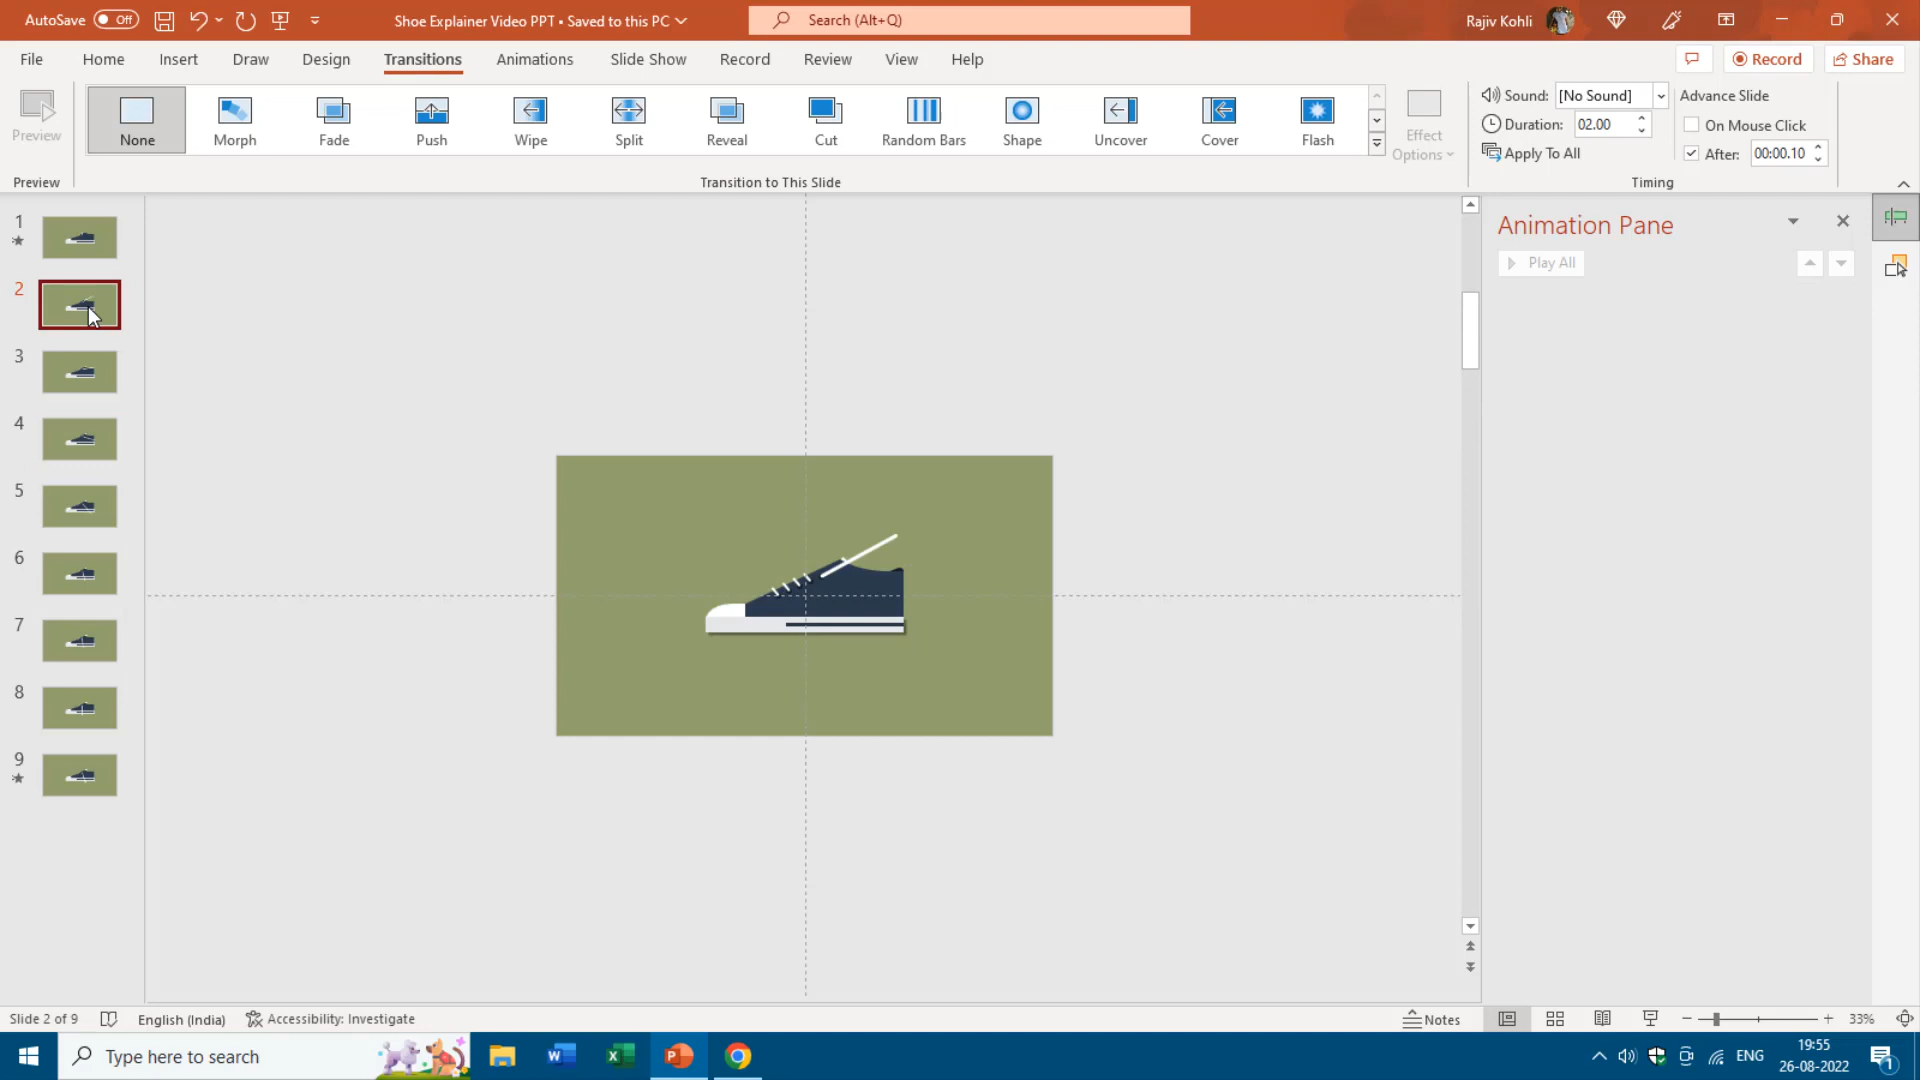 AutoSave Off Shoe Explainer Video PPT • Saved to this PC Search (Alt+Q) Rajiv Kohli
File Home Insert Draw Design Transitions Animations Slide Show Record Review View Help Record Share
Preview None Morph Fade Push Wipe Split Reveal Cut Random Bars Shape Uncover Cover Flash Effect Options
Sound: [No Sound] Advance Slide
Duration: 02.00 On Mouse Click
Apply To All After: 00:00.10
Preview Transition to This Slide Timing
1
2
3
4
5
6
7
8
9
Animation Pane
Play All
Slide 2 of 9 English (India) Accessibility: Investigate Notes 33%
Type here to search ENG 19:55
26-08-2022
1